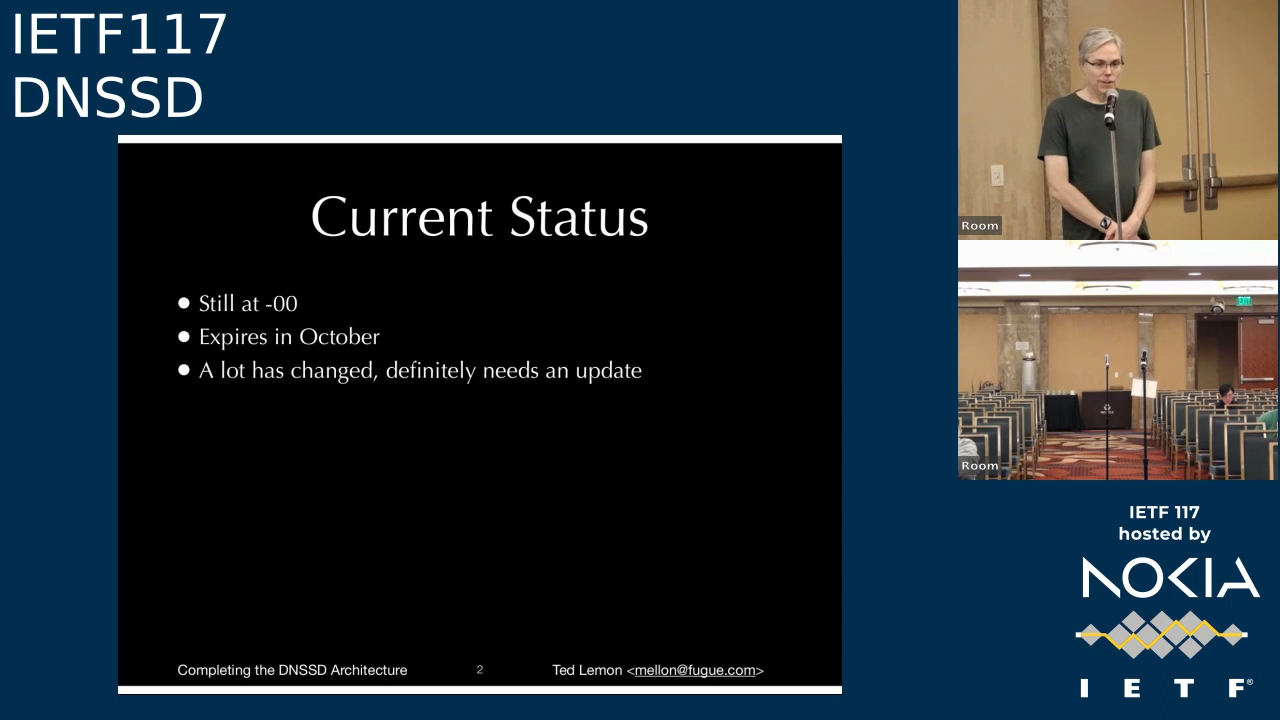 IETF117
DNSSD
Current Status
Still at -00
Expires in October
A lot has changed, definitely needs an update
Completing the DNSSD Architecture
2
Ted Lemon <mellon@fugue.com>
Room
Room
IETF 117
hosted by
NOKIA
I E T F®